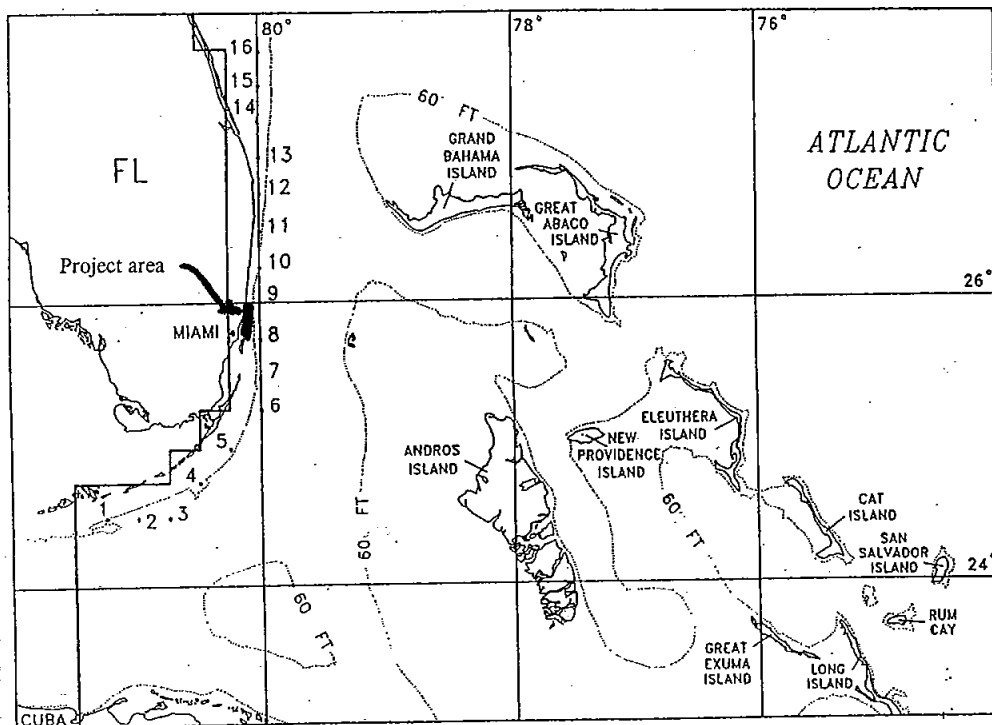 80°
78°
76°
16
15
14
60 FT
GRAND
BAHAMA
ISLAND
ATLANTIC
OCEAN
FL
13
12
GREAT
ABACO
ISLAND
11
Project area
10
9
26°
MIAMI
8
7
6
ELEUTHERA
ISLAND
5
ANDROS
ISLAND
NEW
PROVIDENCE
ISLAND
4
60 FT
CAT
ISLAND
1
2
3
60 FT
SAN
SALVADOR
ISLAND
24°
60 FT
RUM
CAY
GREAT
EXUMA
ISLAND
LONG
ISLAND
CUBA